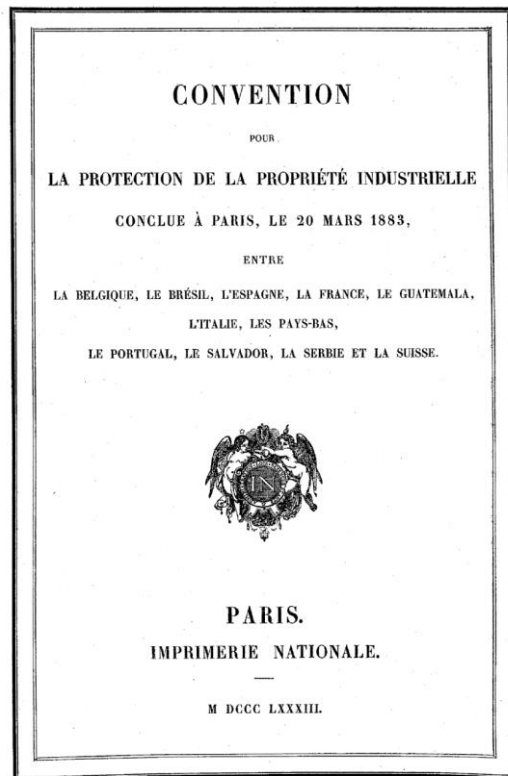 CONVENTION
POUR
LA PROTECTION DE LA PROPRIÉTÉ INDUSTRIELLE
CONCLUE À PARIS, LE 20 MARS 1883,
ENTRE
LA BELGIQUE, LE BRÉSIL, L'ESPAGNE, LA FRANCE, LE GUATEMALA,
L'ITALIE, LES PAYS-BAS,
LE PORTUGAL, LE SALVADOR, LA SERBIE ET LA SUISSE.
IN
PARIS.
IMPRIMERIE NATIONALE.
M DCCC LXXXIII.